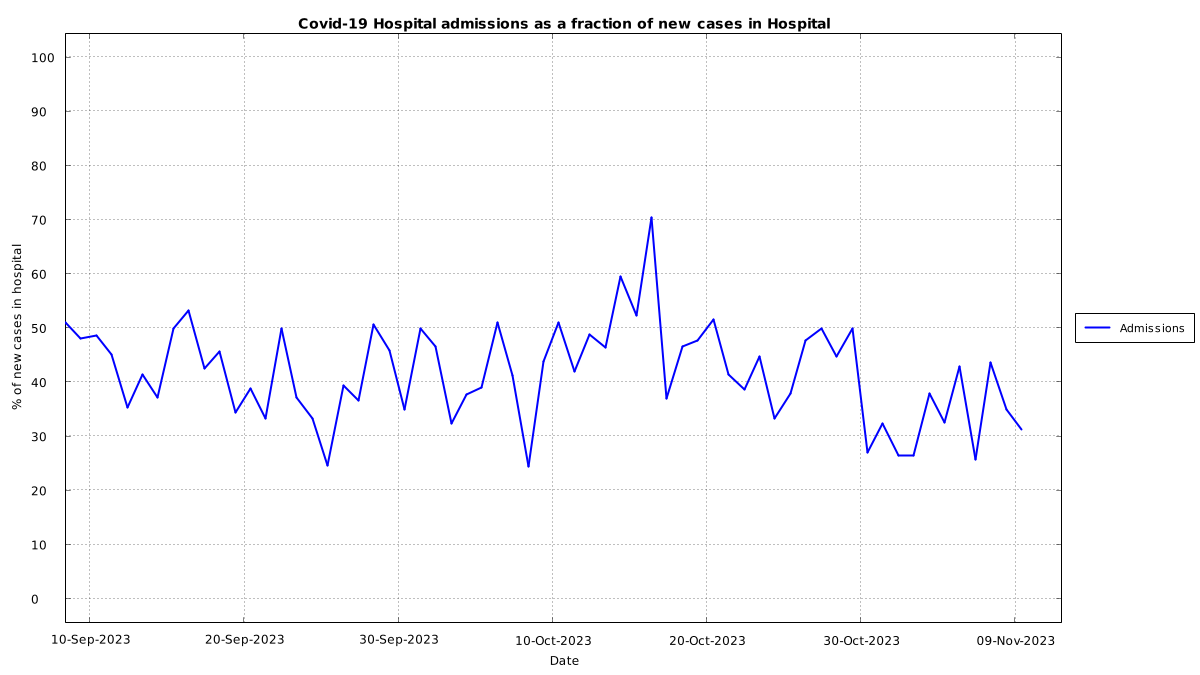 Covid-19 Hospital admissions as a fraction of new cases in Hospital
100
90
80
70
60
50
40
30
20
10
0
% of new cases in hospital
10-Sep-2023
20-Sep-2023
30-Sep-2023
10-Oct-2023
20-Oct-2023
30-Oct-2023
09-Nov-2023
Date
Admissions